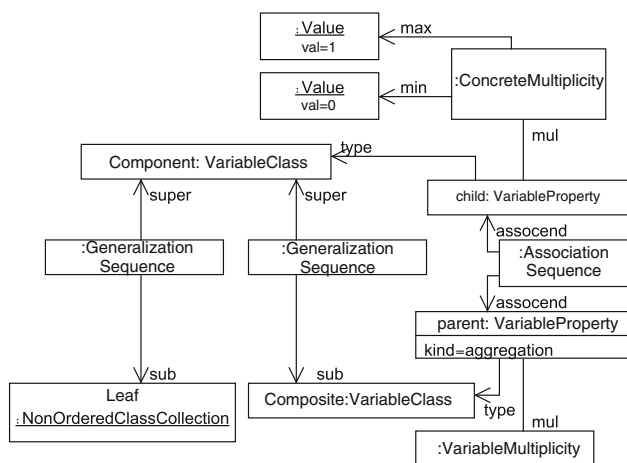 : Value
val=1
max
: Value
val=0
min
:ConcreteMultiplicity
mul
type
Component: VariableClass
super
super
child: VariableProperty
assocend
:Generalization
Sequence
:Generalization
Sequence
:Association
Sequence
assocend
parent: VariableProperty
kind=aggregation
sub
sub
Leaf
: NonOrderedClassCollection
Composite:VariableClass
type
mul
:VariableMultiplicity